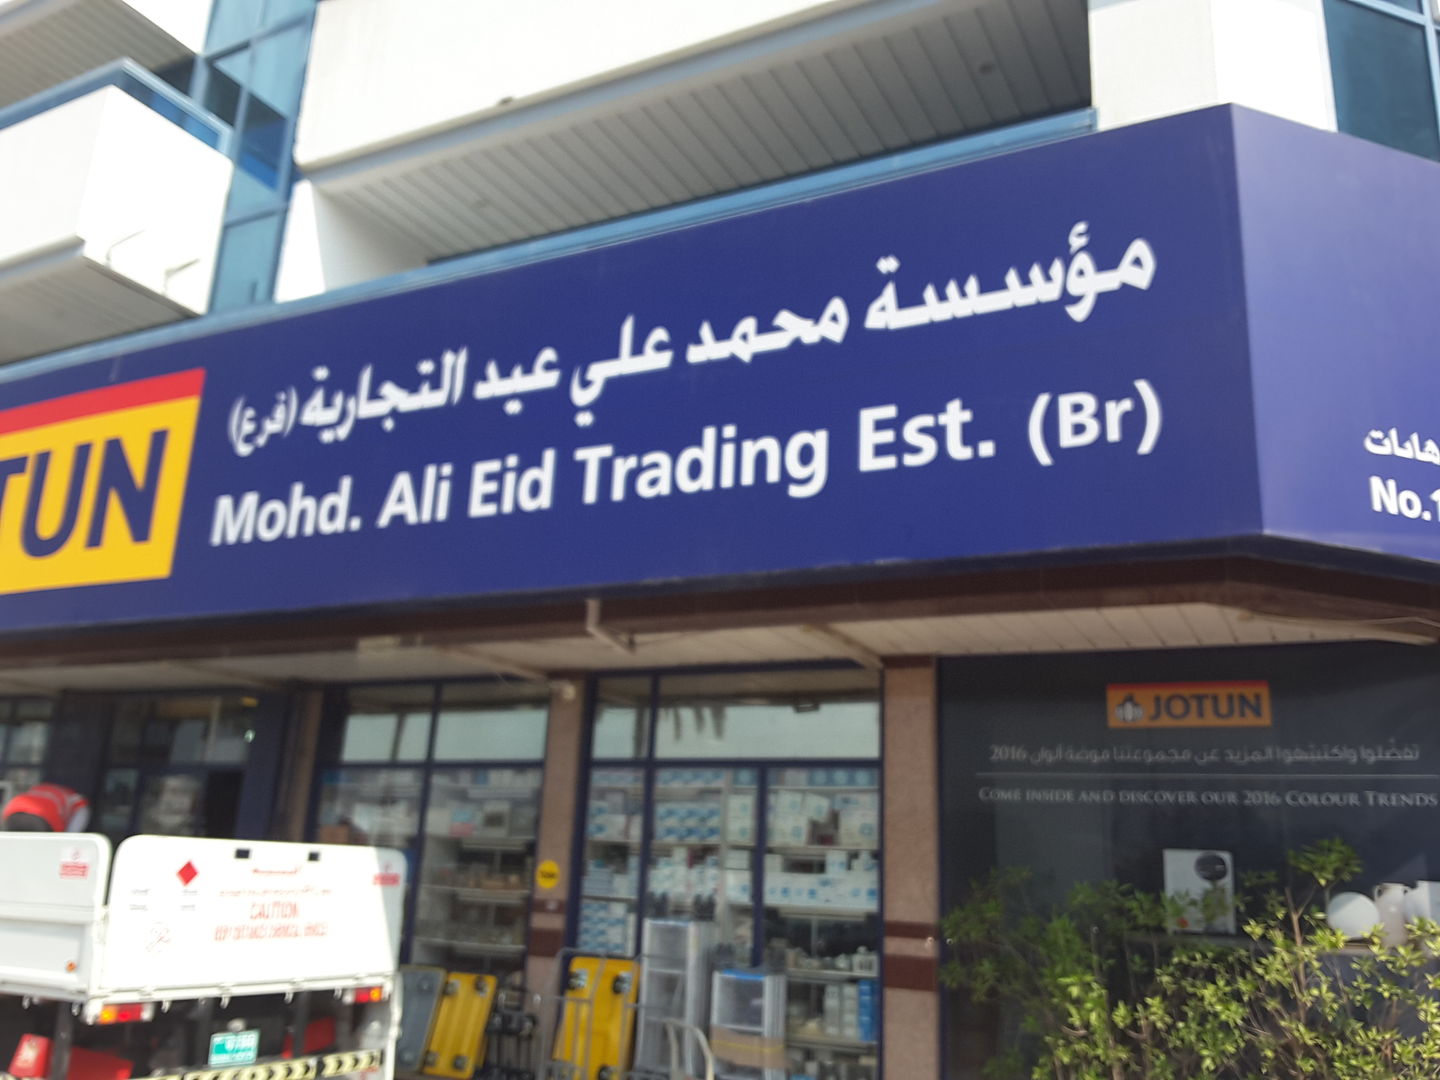 مؤسسة محمد علي عيد التجارية (فرع)
Mohd. Ali Eid Trading Est. (Br)
TUN
No.1
JOTUN
تفضلوا واكتشفوا المزيد عن مجموعتنا موضة ألوان 2016
COME INSIDE AND DISCOVER OUR 2016 COLOUR TRENDS
CAUTION